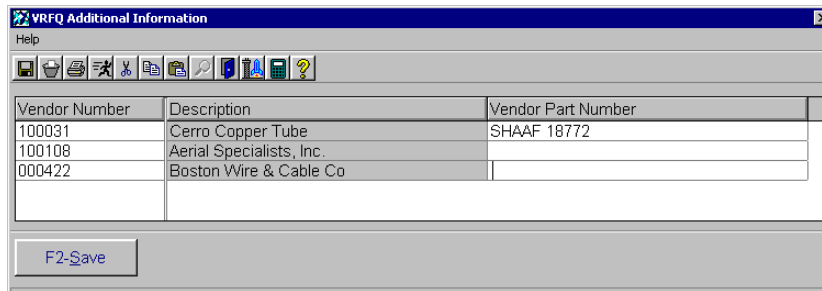 VRFQ Additional Information
Help
Vendor Number Description Vendor Part Number
100031 Cerro Copper Tube SHAAF 18772
100108 Aerial Specialists, Inc.
000422 Boston Wire & Cable Co
F2-Save